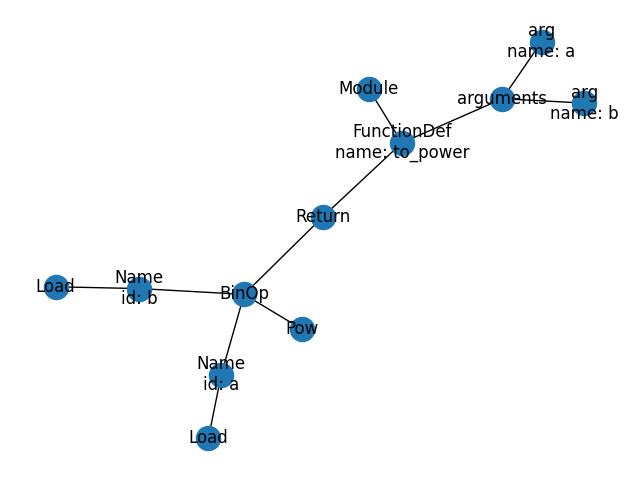 arg
name: a
Module
arguments
arg
name: b
FunctionDef
name: to_power
Return
Load
Name
id: b
BinOp
Pow
Name
id: a
Load